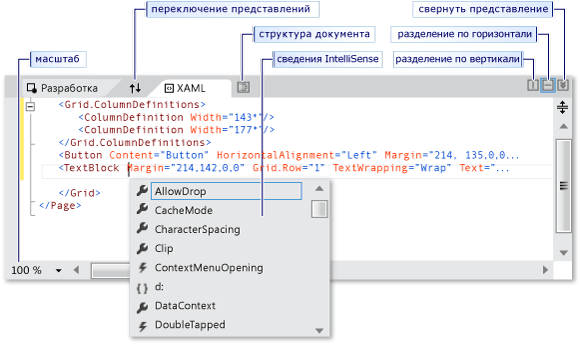 переключение представлений
свернуть представление
структура документа
разделение по горизонтали
масштаб
сведения IntelliSense
разделение по вертикали
Разработка
XAML
<Grid.ColumnDefinitions>
<ColumnDefinition Width="143*"/>
<ColumnDefinition Width="177*"/>
</Grid.ColumnDefinitions>
<Button Content="Button" HorizontalAlignment="Left" Margin="214, 135,0,0...
<TextBlock Margin="214,142,0,0" Grid.Row="1" TextWrapping="Wrap" Text="...
</Grid>
</Page>
AllowDrop
CacheMode
CharacterSpacing
Clip
100 %
ContextMenuOpening
d:
DataContext
DoubleTapped